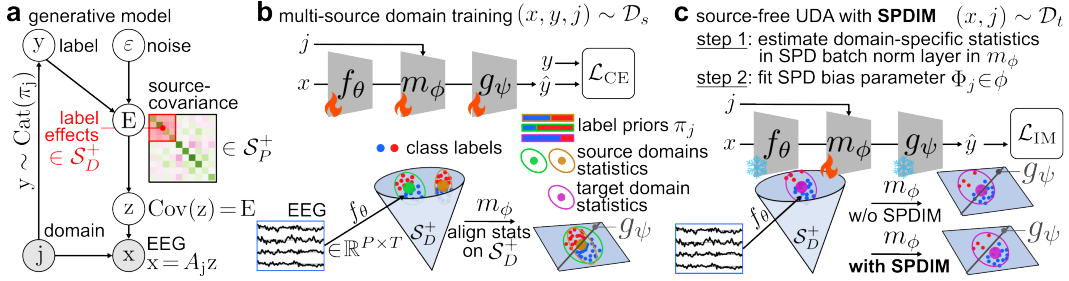 a generative model
y label
ε noise
y ∼ Cat(π_j)
source-
covariance
E
label
effects
∈ 𝒮_D^+
∈ 𝒮_P^+
z Cov(z) = E
domain
EEG
j
x
x = A_j z
b multi-source domain training (x, y, j) ∼ 𝒟_s
j
x
f_θ
m_ϕ
g_ψ
y
ŷ
ℒ_CE
label priors π_j
class labels
source domains
statistics
target domain
statistics
EEG
f_θ
∈ ℝ^{P×T}
𝒮_D^+
m_ϕ
align stats
on 𝒮_D^+
g_ψ
c source-free UDA with SPDIM (x, j) ∼ 𝒟_t
step 1: estimate domain-specific statistics
in SPD batch norm layer in m_ϕ
step 2: fit SPD bias parameter Φ_j ∈ ϕ
j
x
f_θ
m_ϕ
g_ψ
ŷ
ℒ_IM
f_θ
𝒮_D^+
m_ϕ
w/o SPDIM
g_ψ
m_ϕ
with SPDIM
g_ψ